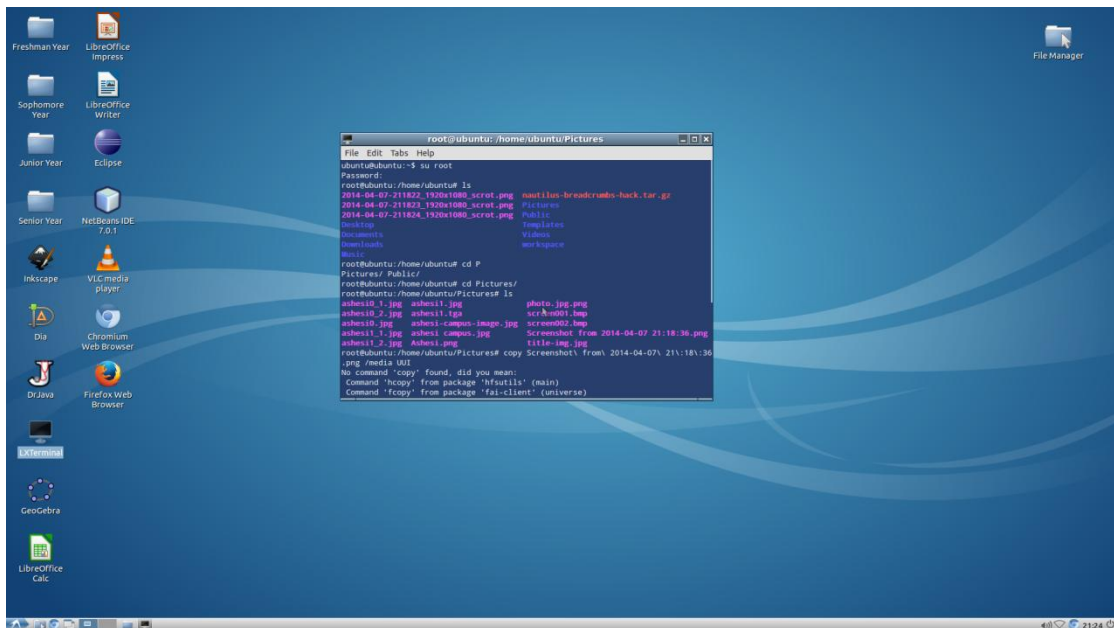 Freshman Year
LibreOffice
Impress
File Manager
Sophomore
Year
LibreOffice
Writer
Junior Year
Eclipse
Senior Year
NetBeans IDE
7.0.1
Inkscape
VLC media
player
Dia
Chromium
Web Browser
DrJava
Firefox Web
Browser
LXTerminal
GeoGebra
LibreOffice
Calc
root@ubuntu: /home/ubuntu/Pictures
File Edit Tabs Help
ubuntu@ubuntu:~$ su root
Password:
root@ubuntu:/home/ubuntu# ls
2014-04-07-211822_1920x1080_scrot.png nautilus-breadcrumbs-hack.tar.gz
2014-04-07-211823_1920x1080_scrot.png Pictures
2014-04-07-211824_1920x1080_scrot.png Public
Desktop Templates
Documents Videos
Downloads workspace
Music
root@ubuntu:/home/ubuntu# cd P
Pictures/ Public/
root@ubuntu:/home/ubuntu# cd Pictures/
root@ubuntu:/home/ubuntu/Pictures# ls
ashesi0_1.jpg ashesi1.jpg photo.jpg.png
ashesi0_2.jpg ashesi1.tga screen001.bmp
ashesi0.jpg ashesi-campus-image.jpg screen002.bmp
ashesi1_1.jpg ashesi campus.jpg Screenshot from 2014-04-07 21:18:36.png
ashesi1_2.jpg Ashesi.png title-img.jpg
root@ubuntu:/home/ubuntu/Pictures# copy Screenshot\ from\ 2014-04-07\ 21\:18\:36
.png /media UUI
No command 'copy' found, did you mean:
Command 'hcopy' from package 'hfsutils' (main)
Command 'fcopy' from package 'fai-client' (universe)
21:24